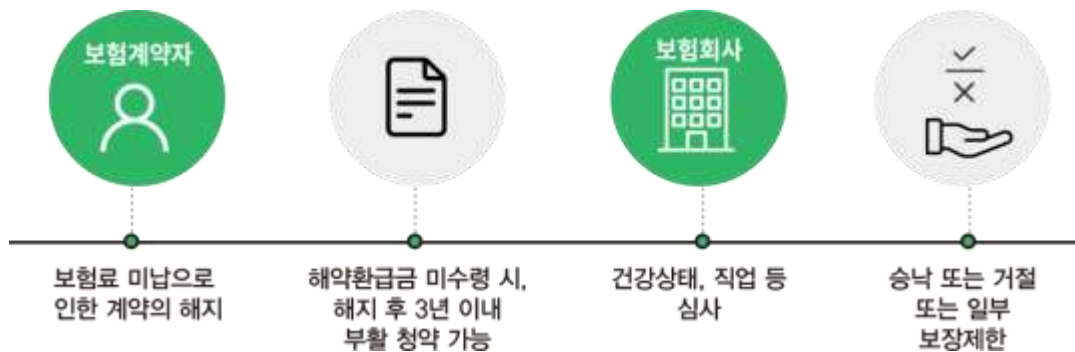 보험계약자
보험회사
보험료 미납으로
인한 계약의 해지
해약환급금 미수령 시,
해지 후 3년 이내
부활 청약 가능
건강상태, 직업 등
심사
승낙 또는 거절
또는 일부
보장제한